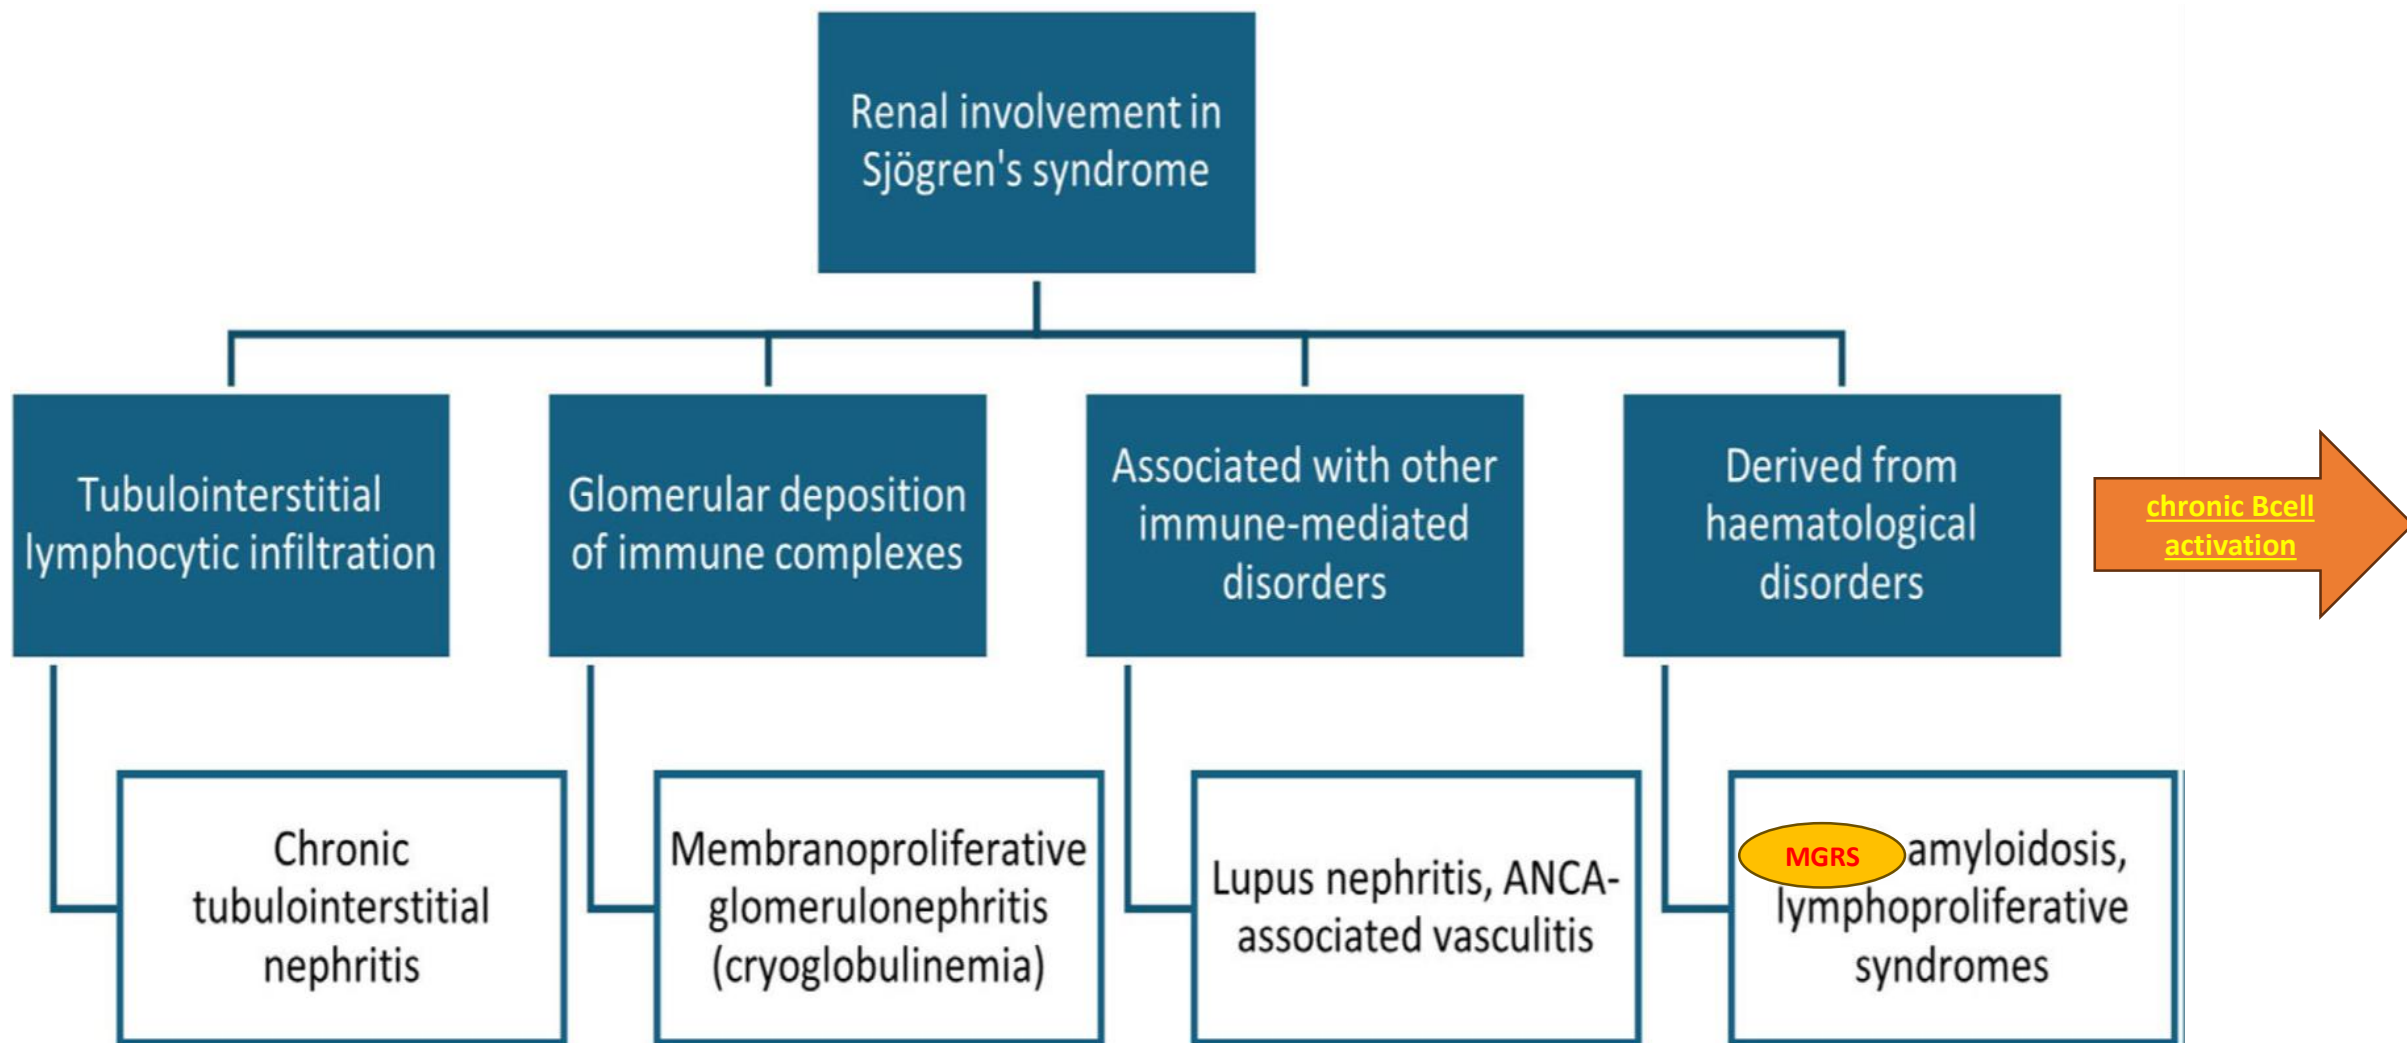 Renal involvement in
Sjögren's syndrome
Tubulointerstitial
lymphocytic infiltration
Glomerular deposition
of immune complexes
Associated with other
immune-mediated
disorders
Derived from
haematological
disorders
chronic Bcell
activation
Chronic
tubulointerstitial
nephritis
Membranoproliferative
glomerulonephritis
(cryoglobulinemia)
Lupus nephritis, ANCA-
associated vasculitis
MGRS amyloidosis,
lymphoproliferative
syndromes